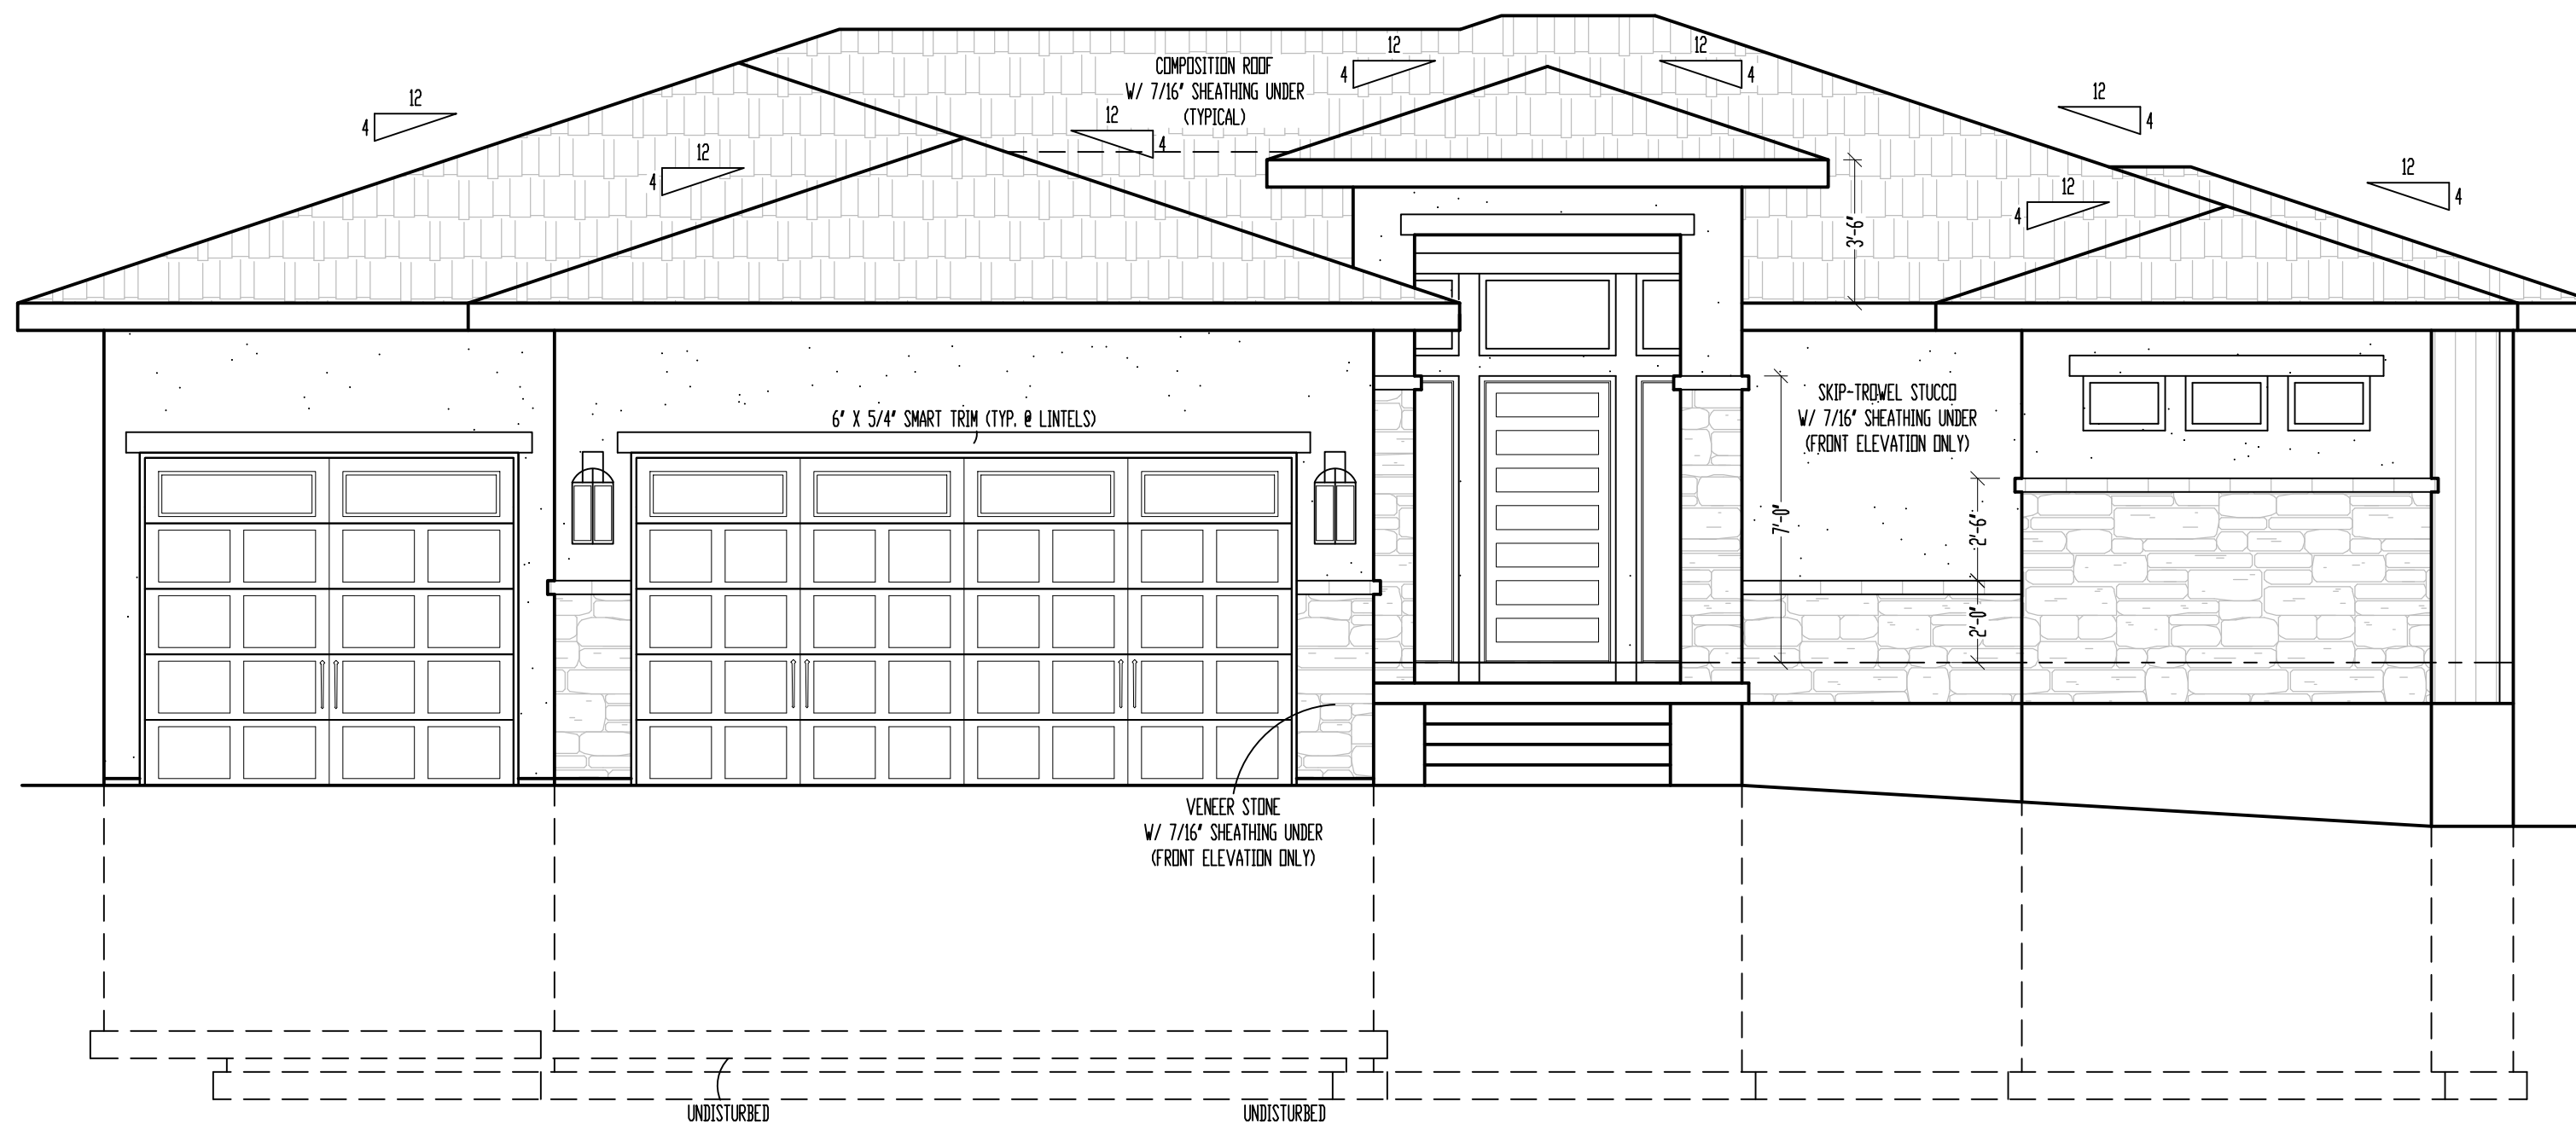 12
4
12
4
COMPOSITION ROOF
W/ 7/16" SHEATHING UNDER
(TYPICAL)
12
4
12
4
12
4
12
4
12
4
12
4
3'-6"
6" X 5/4" SMART TRIM (TYP. @ LINTELS)
SKIP-TROWEL STUCCO
W/ 7/16" SHEATHING UNDER
(FRONT ELEVATION ONLY)
7'-0"
2'-6"
2'-0"
VENEER STONE
W/ 7/16" SHEATHING UNDER
(FRONT ELEVATION ONLY)
UNDISTURBED
UNDISTURBED